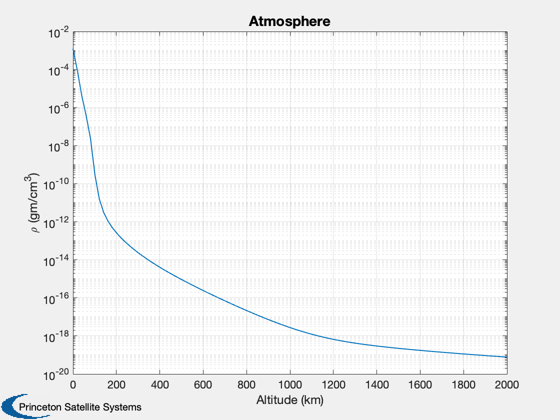 Atmosphere
10-2
10-4
10-6
10-8
10-10
10-12
10-14
10-16
10-18
10-20
ρ (gm/cm3)
0 200 400 600 800 1000 1200 1400 1600 1800 2000
Altitude (km)
Princeton Satellite Systems